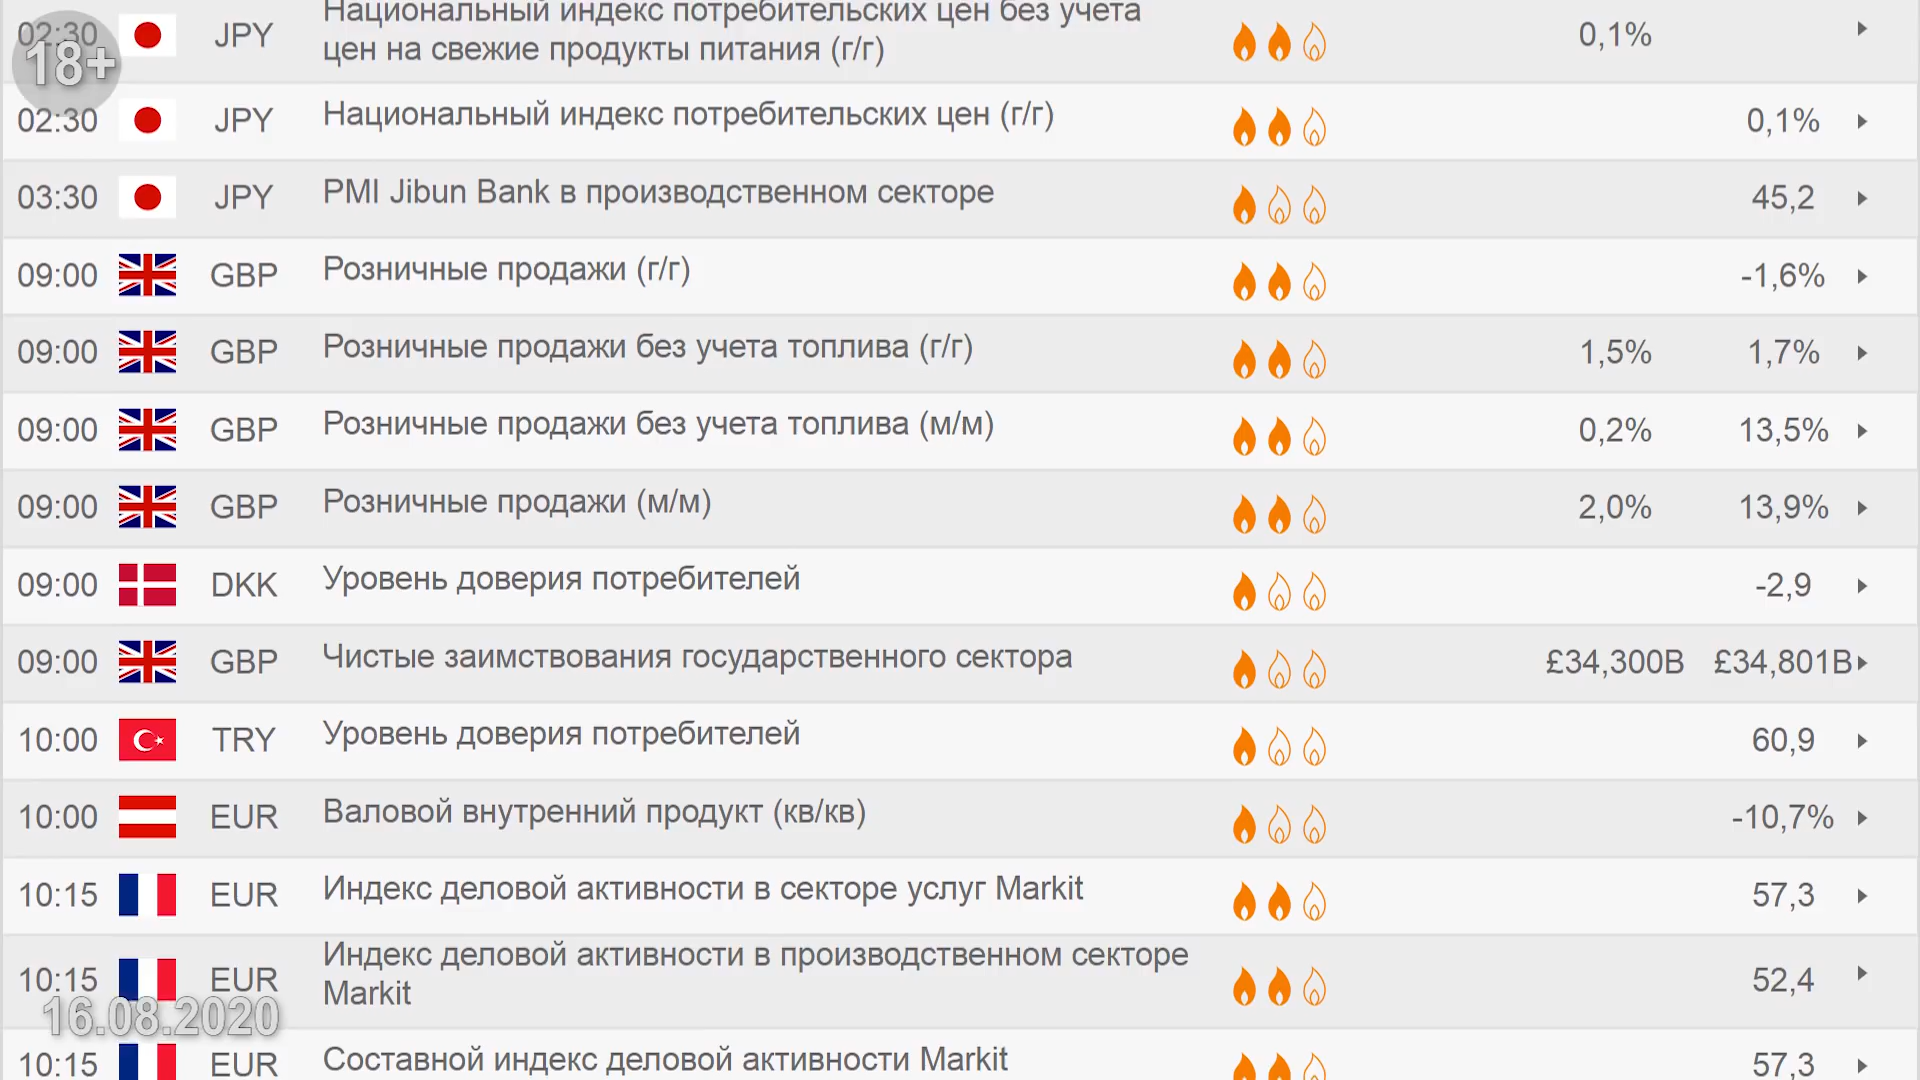 Национальный индекс потребительских цен без учета
02:30 JPY цен на свежие продукты питания (г/г) 0,1%
18+
02:30 JPY Национальный индекс потребительских цен (г/г) 0,1%
03:30 JPY PMI Jibun Bank в производственном секторе 45,2
09:00 GBP Розничные продажи (г/г) -1,6%
09:00 GBP Розничные продажи без учета топлива (г/г) 1,5% 1,7%
09:00 GBP Розничные продажи без учета топлива (м/м) 0,2% 13,5%
09:00 GBP Розничные продажи (м/м) 2,0% 13,9%
09:00 DKK Уровень доверия потребителей -2,9
09:00 GBP Чистые заимствования государственного сектора £34,300B £34,801B
10:00 TRY Уровень доверия потребителей 60,9
10:00 EUR Валовой внутренний продукт (кв/кв) -10,7%
10:15 EUR Индекс деловой активности в секторе услуг Markit 57,3
10:15 EUR Индекс деловой активности в производственном секторе 52,4
Markit
16.08.2020
10:15 EUR Составной индекс деловой активности Markit 57,3